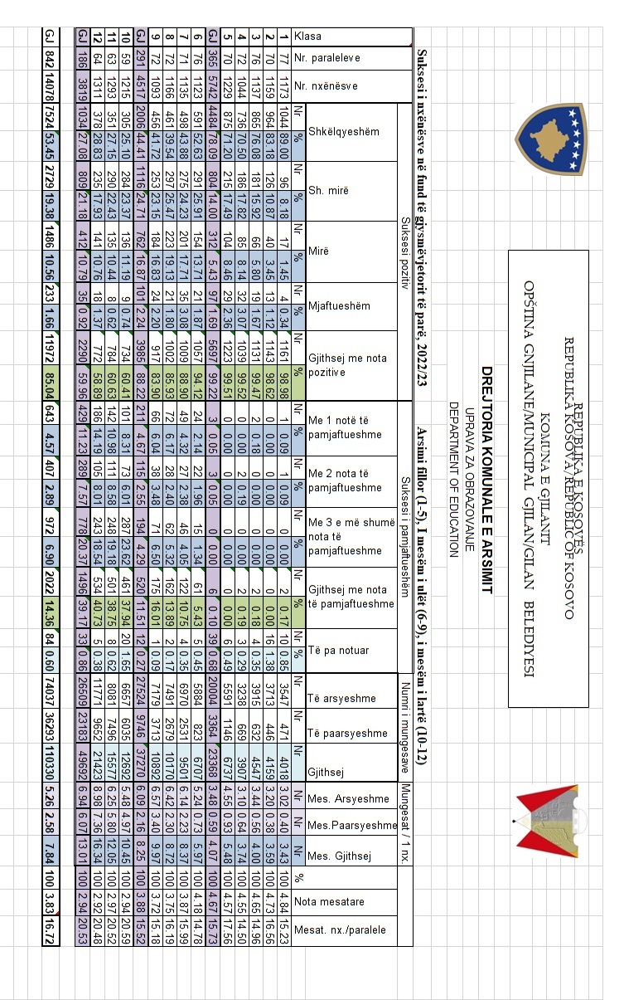 REPUBLIKA E KOSOVËS
REPUBLIKA KOSOVA/ REPUBLIC OF KOSOVO
KOMUNA E GJILANIT
OPŠTINA GNJILANE/MUNICIPAL GJILAN/GILAN BELEDIYESI
DREJTORIA KOMUNALE E ARSIMIT
UPRAVA ZA OBRAZOVANJE
DEPARTMENT OF EDUCATION
Suksesi i nxënësve në fund të gjysmëvjetorit të parë, 2022/23 Arsimi fillor (1-5), I mesëm i ulët (6-9), i mesëm i lartë (10-12)
Suksesi pozitiv Suksesi i pamjaftueshëm Numri i mungesave Mungesat / 1 nx.
Klasa Nr. paraleleve Nr. nxënësve Shkëlqyeshëm Sh. mirë Mirë Mjaftueshëm Gjithsej me nota pozitive Me 1 notë të pamjaftueshme Me 2 nota të pamjaftueshme Me 3 e më shumë nota të pamjaftueshme Gjithsej me nota të pamjaftueshme Të pa notuar Të arsyeshme Të paarsyeshme Gjithsej Mes. Arsyeshme Mes.Paarsyeshme Mes. Gjithsej Nota mesatare Mesat. nx./paralele
Nr % Nr % Nr % Nr % Nr % Nr % Nr % Nr % Nr % Nr % Nr Nr Nr Nr Nr Nr %
1 77 1173 1044 89.00 96 8.18 17 1.45 4 0.34 1161 98.98 1 0.09 1 0.09 0 0.00 2 0.17 10 0.85 3547 471 4018 3.02 0.40 3.43 100 4.84 15.23
2 70 1159 964 83.18 126 10.87 40 3.45 13 1.12 1143 98.62 0 0.00 0 0.00 0 0.00 0 0.00 16 1.38 3713 446 4159 3.20 0.38 3.59 100 4.73 16.56
3 76 1137 865 76.08 181 15.92 66 5.80 19 1.67 1131 99.47 2 0.18 0 0.00 0 0.00 2 0.18 4 0.35 3915 632 4547 3.44 0.56 4.00 100 4.65 14.96
4 72 1044 736 70.50 186 17.82 85 8.14 32 3.07 1039 99.52 0 0.00 2 0.19 0 0.00 2 0.19 3 0.29 3238 669 3907 3.10 0.64 3.74 100 4.55 14.50
5 70 1229 875 71.20 215 17.49 104 8.46 29 2.36 1223 99.51 0 0.00 0 0.00 0 0.00 0 0.00 6 0.49 5591 1146 6737 4.55 0.93 5.48 100 4.57 17.56
GJ 365 5742 4484 78.09 804 14.00 312 5.43 97 1.69 5697 99.22 3 0.05 3 0.05 0 0.00 6 0.10 39 0.68 20004 3364 23368 3.48 0.59 4.07 100 4.67 15.73
6 76 1123 591 52.63 291 25.91 154 13.71 21 1.87 1057 94.12 24 2.14 22 1.96 15 1.34 61 5.43 5 0.45 5884 823 6707 5.24 0.73 5.97 100 4.18 14.78
7 71 1135 498 43.88 275 24.23 201 17.71 35 3.08 1009 88.90 49 4.32 27 2.38 46 4.05 122 10.75 4 0.35 6970 2531 9501 6.14 2.23 8.37 100 3.87 15.99
8 72 1166 461 39.54 297 25.47 223 19.13 21 1.80 1002 85.93 72 6.17 28 2.40 62 5.32 162 13.89 2 0.17 7491 2679 10170 6.42 2.30 8.72 100 3.75 16.19
9 72 1093 456 41.72 253 23.15 184 16.83 24 2.20 917 83.90 66 6.04 38 3.48 71 6.50 175 16.01 1 0.09 7179 3713 10892 6.57 3.40 9.97 100 3.72 15.18
GJ 291 4517 2006 44.41 1116 24.71 762 16.87 101 2.24 3985 88.22 211 4.67 115 2.55 194 4.29 520 11.51 12 0.27 27524 9746 37270 6.09 2.16 8.25 100 3.88 15.52
10 59 1215 305 25.10 284 23.37 136 11.19 9 0.74 734 60.41 101 8.31 73 6.01 287 23.62 461 37.94 20 1.65 6657 6035 12692 5.48 4.97 10.45 100 2.94 20.59
11 63 1293 351 27.15 290 22.43 135 10.44 8 0.62 784 60.63 142 10.98 111 8.58 248 19.18 501 38.75 8 0.62 8081 7496 15577 6.25 5.80 12.05 100 2.97 20.52
12 64 1311 378 28.83 235 17.93 141 10.76 18 1.37 772 58.89 186 14.19 105 8.01 243 18.54 534 40.73 5 0.38 11771 9652 21423 8.98 7.36 16.34 100 2.92 20.48
GJ 186 3819 1034 27.08 809 21.18 412 10.79 35 0.92 2290 59.96 429 11.23 289 7.57 778 20.37 1496 39.17 33 0.86 26509 23183 49692 6.94 6.07 13.01 100 2.94 20.53
GJ 842 14078 7524 53.45 2729 19.38 1486 10.56 233 1.66 11972 85.04 643 4.57 407 2.89 972 6.90 2022 14.36 84 0.60 74037 36293 110330 5.26 2.58 7.84 100 3.83 16.72